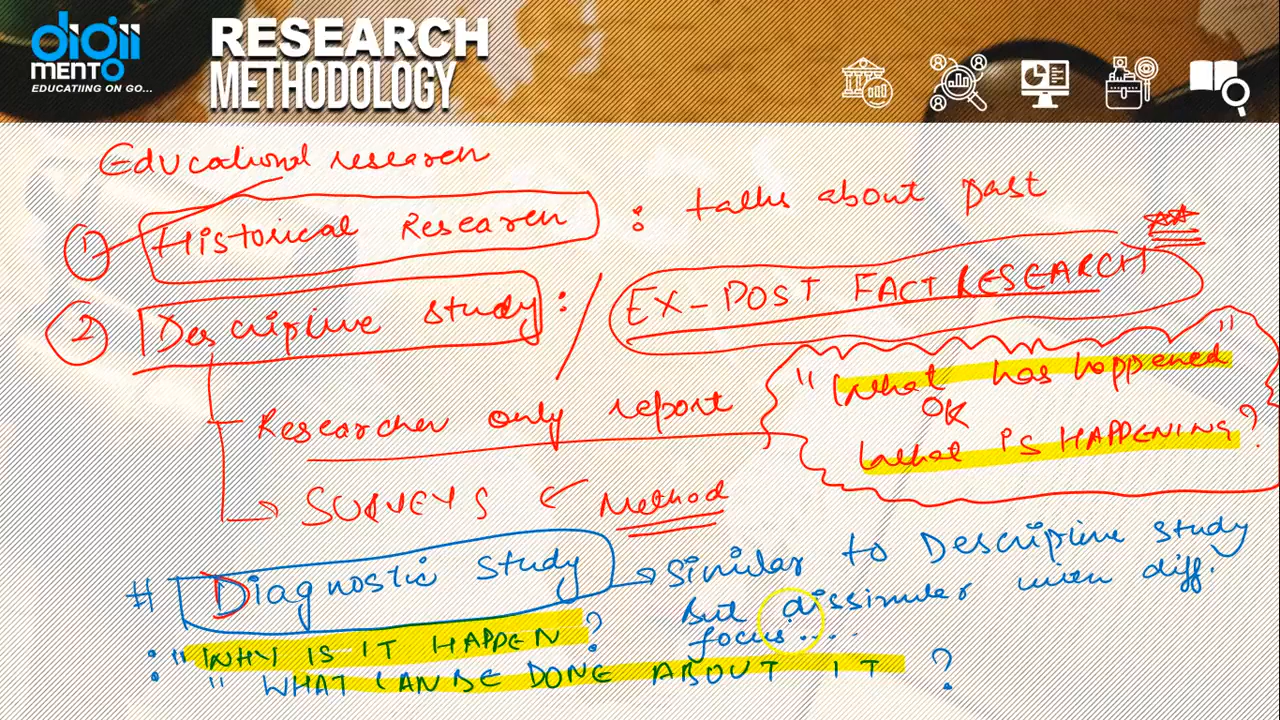 digii
MENTO
EDUCATIING ON GO...
RESEARCH
METHODOLOGY
Educational research
1 Historical Research : talks about past
2 Descriptive study : / EX-POST FACT RESEARCH
"What has happened"
OR
What is HAPPENING?
Researcher only report
SURVEYS ← Method
# Diagnostic study → Similar to Descriptive study
But dissimilar with diff.
focus....
: "WHY IS IT HAPPEN?
" WHAT CAN BE DONE ABOUT IT ?